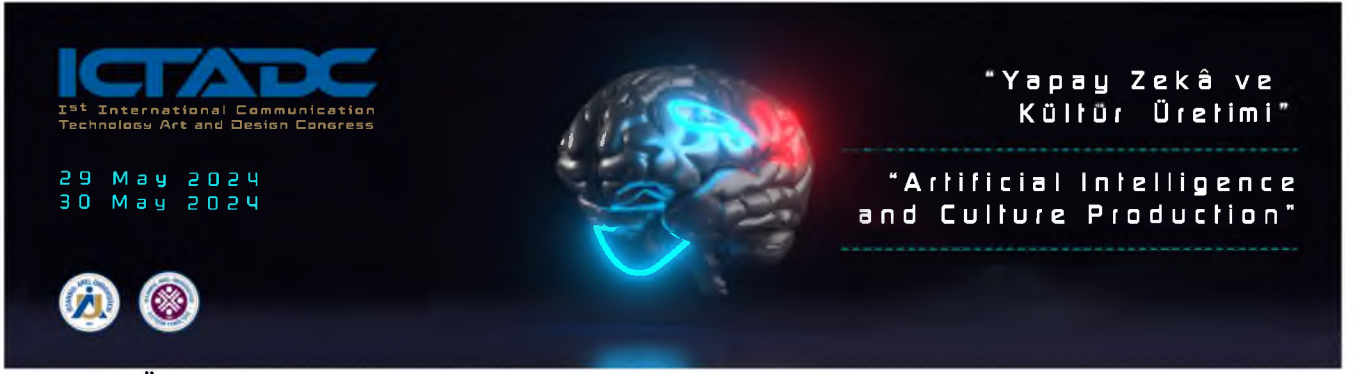 ICTADC
Ist International Communication
Technology Art and Design Congress
29 May 2024
30 May 2024
"Yapay Zekâ ve
Kültür Üretimi"
"Artificial Intelligence
and Culture Production"